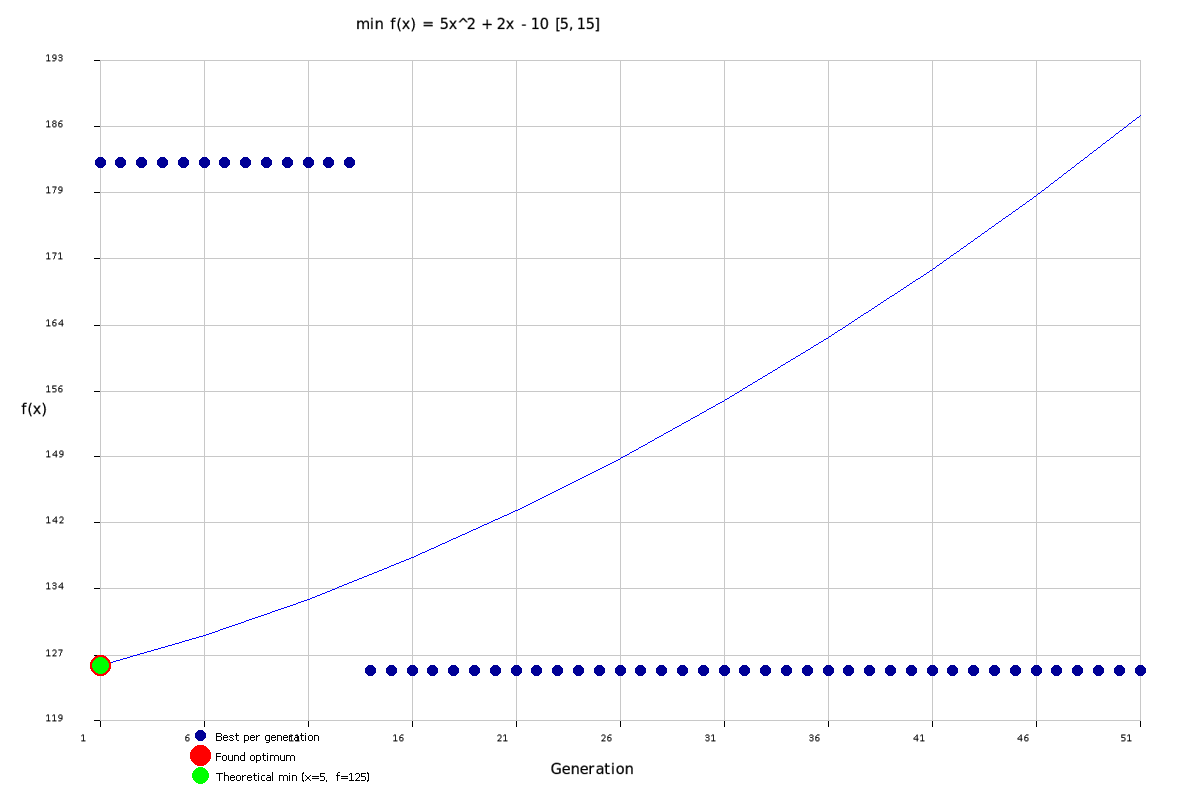 min f(x) = 5x^2 + 2x - 10 [5, 15]
193
186
179
171
164
156
f(x)
149
142
134
127
119
1 6 11 16 21 26 31 36 41 46 51
Best per generation
Found optimum
Generation
Theoretical min (x=5, f=125)